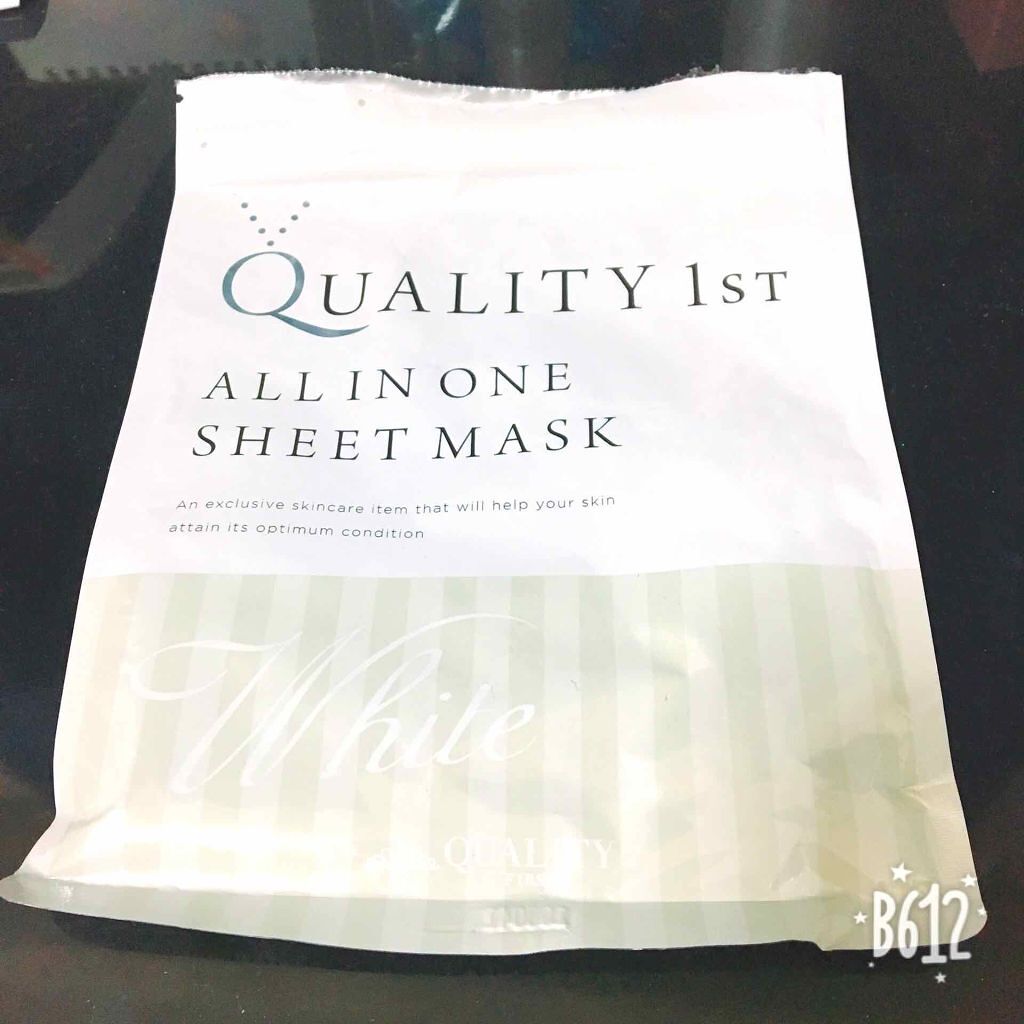 QUALITY 1ST
ALL IN ONE
SHEET MASK
An exclusive skincare item that will help your skin
attain its optimum condition
White
QUALITY
B612